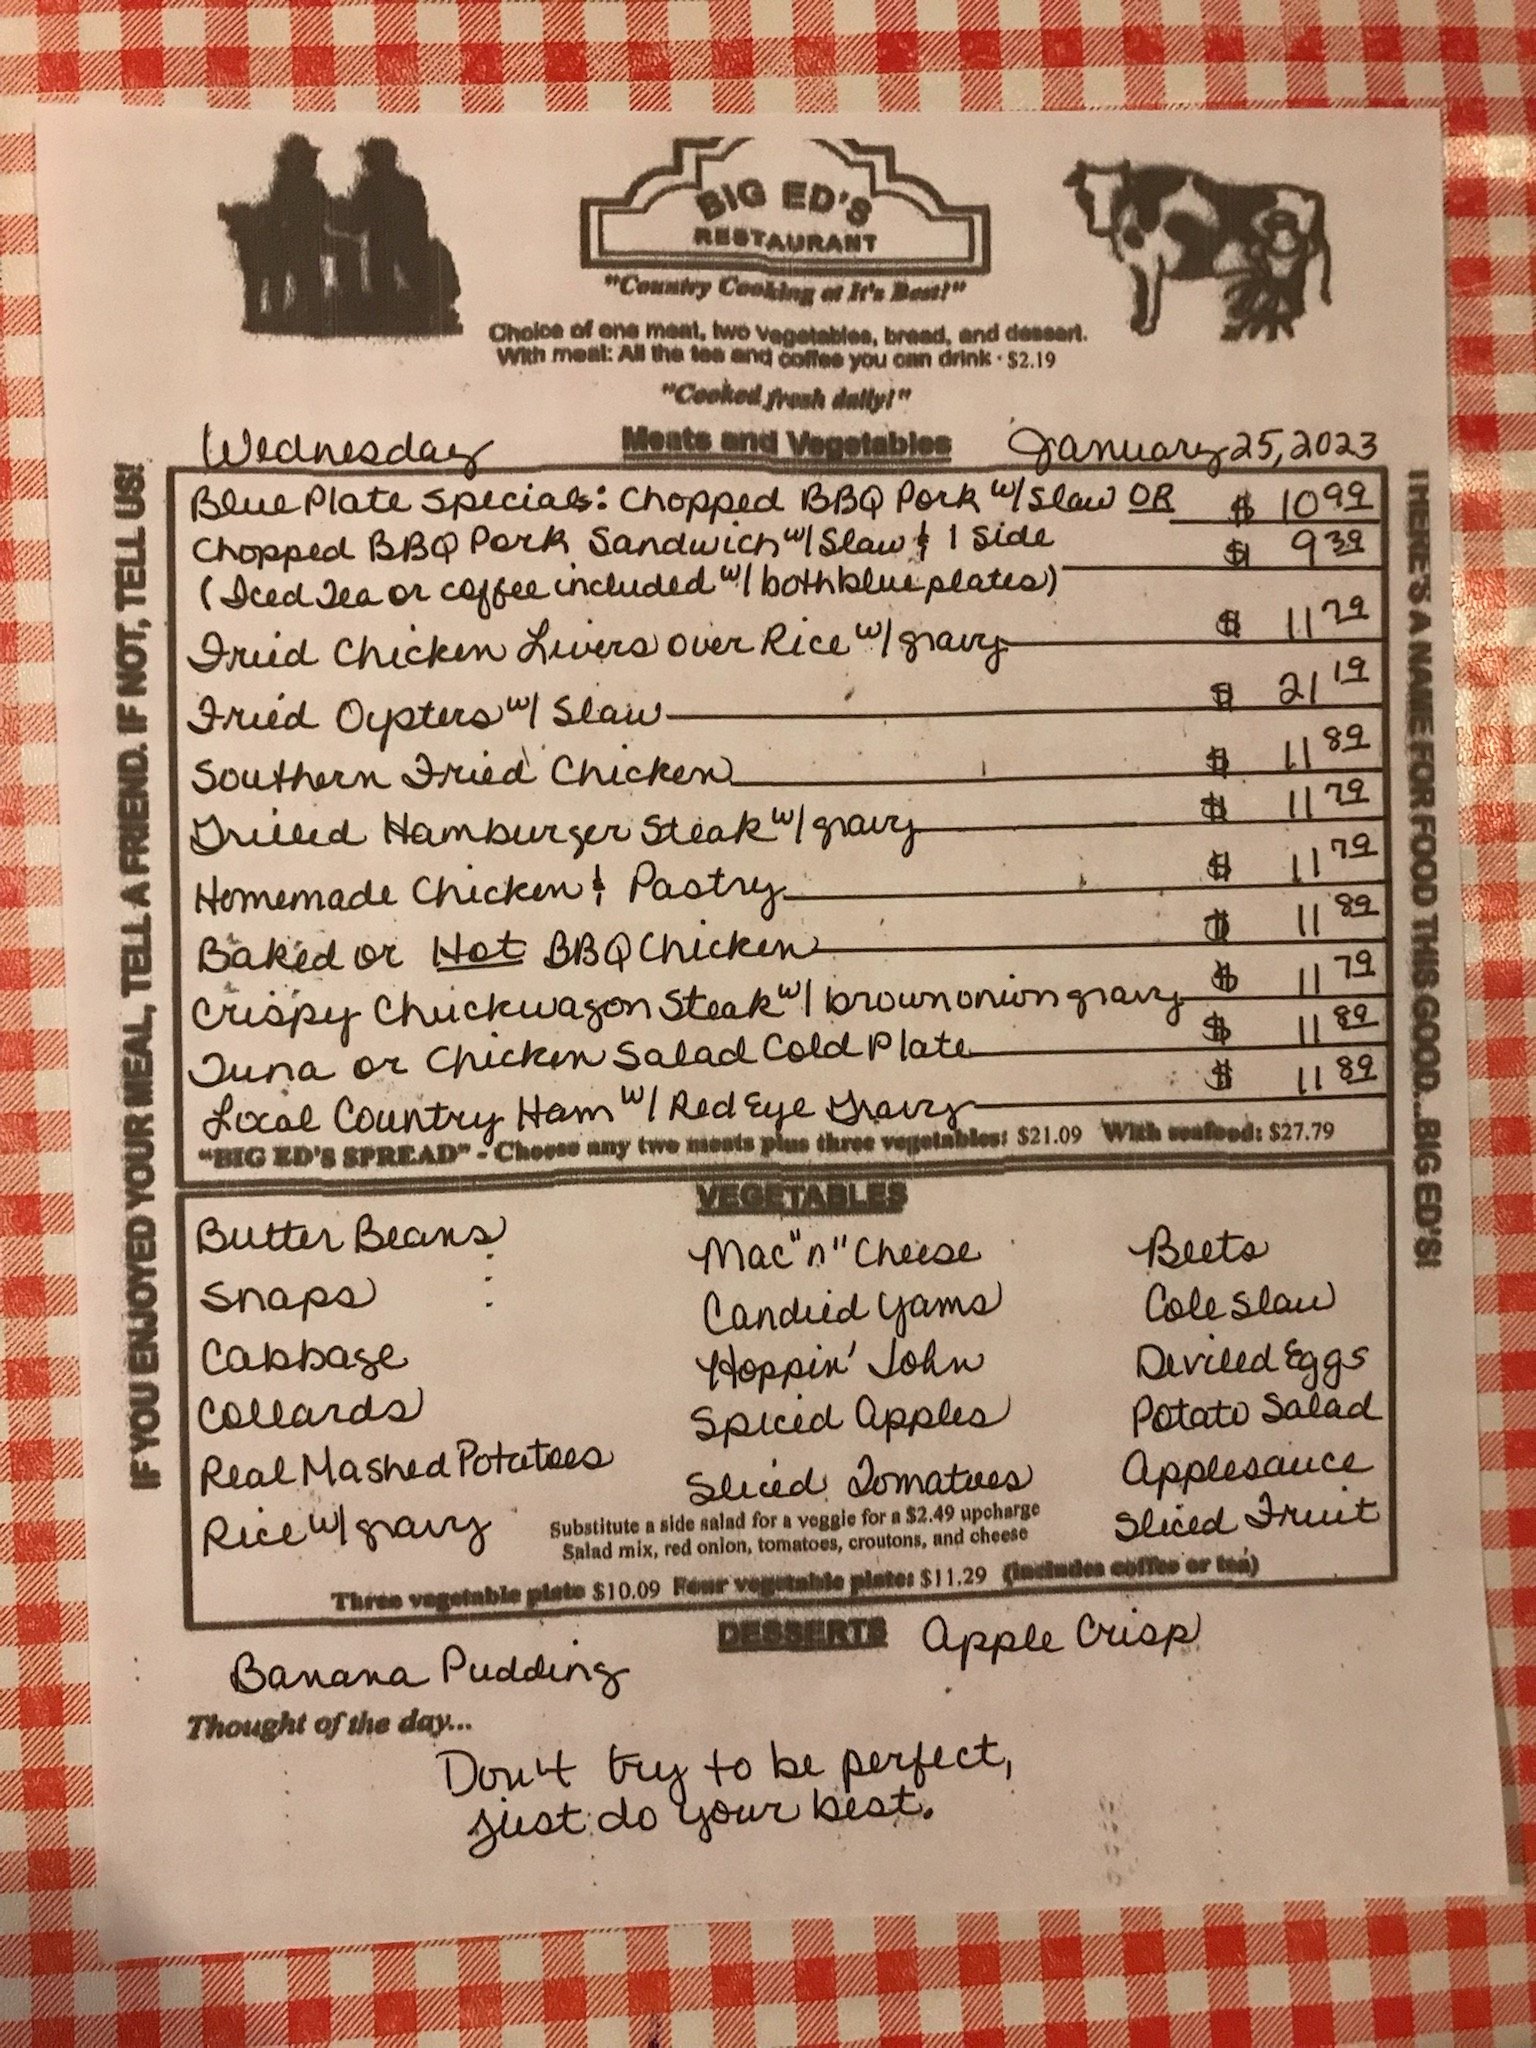 BIG ED'S
RESTAURANT
"Country Cooking at It's Best!"
Choice of one meat, two vegetables, bread, and dessert.
With meal: All the tea and coffee you can drink · $2.19
"Cooked fresh daily!"
Wednesday Meats and Vegetables January 25, 2023
Blue Plate Specials: Chopped BBQ Pork w/ Slaw OR $ 10 99
Chopped BBQ Pork Sandwich w/ Slaw & 1 Side $ 9 39
(Iced Tea or coffee included w/ both blue plates)
Fried Chicken Livers over Rice w/ gravy $ 11 79
Fried Oysters w/ Slaw $ 21 19
Southern Fried Chicken $ 11 89
Grilled Hamburger Steak w/ gravy $ 11 79
Homemade Chicken & Pastry $ 11 79
Baked or Hot BBQ Chicken $ 11 89
Crispy Chuckwagon Steak w/ brown onion gravy $ 11 79
Tuna or Chicken Salad Cold Plate $ 11 89
Local Country Ham w/ Red Eye Gravy $ 11 89
"BIG ED'S SPREAD" - Choose any two meats plus three vegetables: $21.09 With seafood: $27.79
VEGETABLES
Butter Beans Mac "n" Cheese Beets
Snaps Candied Yams Cole Slaw
Cabbage Hoppin' John Deviled Eggs
Collards Spiced Apples Potato Salad
Real Mashed Potatoes Sliced Tomatoes Applesauce
Rice w/ gravy Sliced Fruit
Substitute a side salad for a veggie for a $2.49 upcharge
Salad mix, red onion, tomatoes, croutons, and cheese
Three vegetable plate $10.09 Four vegetable plate: $11.29 (includes coffee or tea)
DESSERTS
Banana Pudding Apple Crisp
Thought of the day...
Don't try to be perfect,
just do your best.
IF YOU ENJOYED YOUR MEAL, TELL A FRIEND. IF NOT, TELL US!
THERE'S A NAME FOR FOOD THIS GOOD...BIG ED'S!